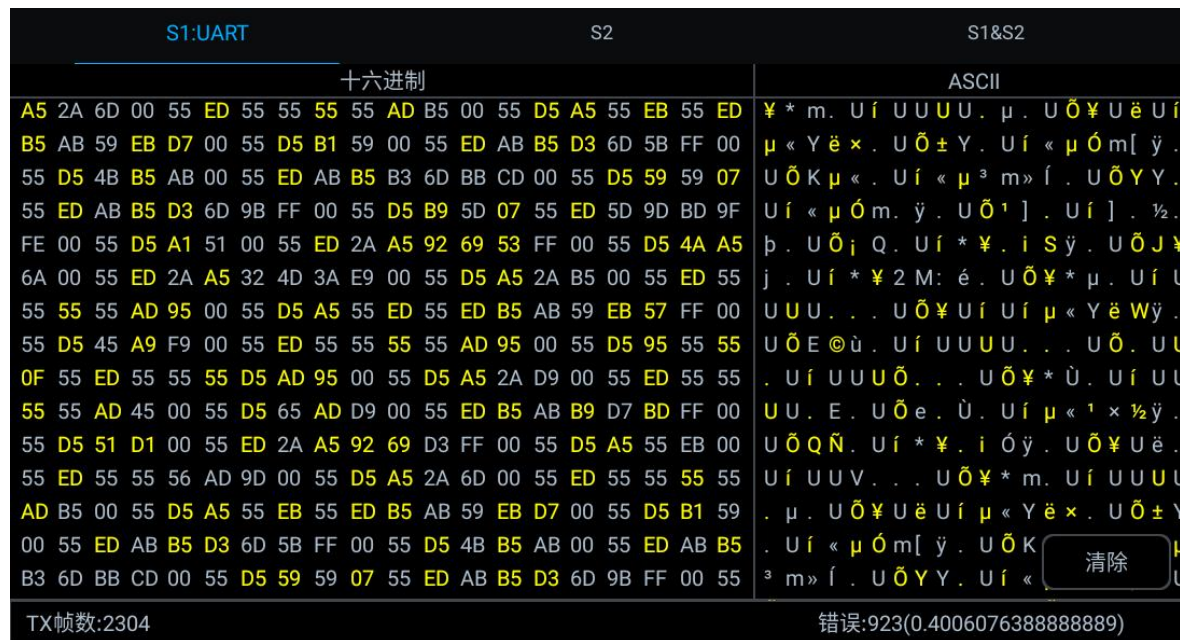 S1:UART S2 S1&S2
十六进制 ASCII
A5 2A 6D 00 55 ED 55 55 55 55 AD B5 00 55 D5 A5 55 EB 55 ED ¥ * m . U í U U U U . µ . U Õ ¥ U ë U í
B5 AB 59 EB D7 00 55 D5 B1 59 00 55 ED AB B5 D3 6D 5B FF 00 µ « Y ë × . U Õ ± Y . U í « µ Ó m [ ÿ .
55 D5 4B B5 AB 00 55 ED AB B5 B3 6D BB CD 00 55 D5 59 59 07 U Õ K µ « . U í « µ ³ m » Í . U Õ Y Y .
55 ED AB B5 D3 6D 9B FF 00 55 D5 B9 5D 07 55 ED 5D 9D BD 9F U í « µ Ó m . ÿ . U Õ ¹ ] . U í ] . ½ .
FE 00 55 D5 A1 51 00 55 ED 2A A5 92 69 53 FF 00 55 D5 4A A5 þ . U Õ ¡ Q . U í * ¥ . i S ÿ . U Õ J ¥
6A 00 55 ED 2A A5 32 4D 3A E9 00 55 D5 A5 2A B5 00 55 ED 55 j . U í * ¥ 2 M : é . U Õ ¥ * µ . U í U
55 55 55 AD 95 00 55 D5 A5 55 ED 55 ED B5 AB 59 EB 57 FF 00 U U U . . . U Õ ¥ U í U í µ « Y ë W ÿ .
55 D5 45 A9 F9 00 55 ED 55 55 55 55 AD 95 00 55 D5 95 55 55 U Õ E © ù . U í U U U U . . . U Õ . U U
0F 55 ED 55 55 55 D5 AD 95 00 55 D5 A5 2A D9 00 55 ED 55 55 . U í U U U Õ . . . U Õ ¥ * Ù . U í U U
55 55 AD 45 00 55 D5 65 AD D9 00 55 ED B5 AB B9 D7 BD FF 00 U U . E . U Õ e . Ù . U í µ « ¹ × ½ ÿ .
55 D5 51 D1 00 55 ED 2A A5 92 69 D3 FF 00 55 D5 A5 55 EB 00 U Õ Q Ñ . U í * ¥ . i Ó ÿ . U Õ ¥ U ë .
55 ED 55 55 56 AD 9D 00 55 D5 A5 2A 6D 00 55 ED 55 55 55 55 U í U U V . . . U Õ ¥ * m . U í U U U U
AD B5 00 55 D5 A5 55 EB 55 ED B5 AB 59 EB D7 00 55 D5 B1 59 . µ . U Õ ¥ U ë U í µ « Y ë × . U Õ ± Y
00 55 ED AB B5 D3 6D 5B FF 00 55 D5 4B B5 AB 00 55 ED AB B5 . U í « µ Ó m [ ÿ . U Õ K
B3 6D BB CD 00 55 D5 59 59 07 55 ED AB B5 D3 6D 9B FF 00 55 ³ m » Í . U Õ Y Y . U í «
清除
TX帧数:2304 错误:923(0.4006076388888889)